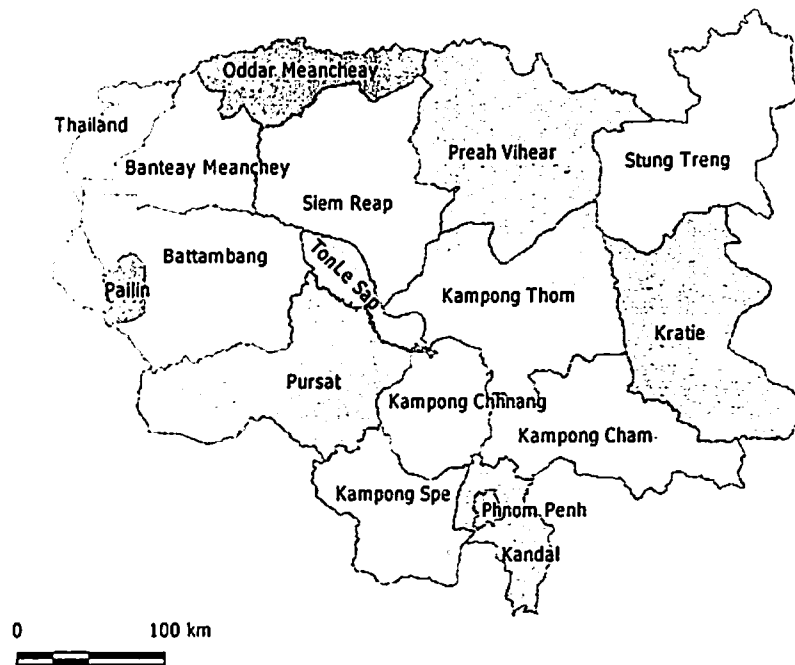 Oddar Meancheay
Thailand
Banteay Meanchey
Preah Vihear
Stung Treng
Siem Reap
Battambang
TonLe Sap
Pailin
Kampong Thom
Kratie
Pursat
Kampong Chhnang
Kampong Cham
Kampong Spe
Phnom Penh
Kandal
0 100 km